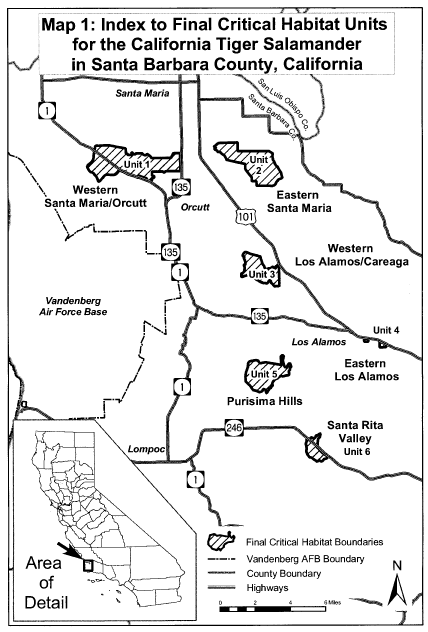 Map 1: Index to Final Critical Habitat Units
for the California Tiger Salamander
in Santa Barbara County, California
Santa Maria
San Luis Obispo Co.
Santa Barbara Co.
1
Unit 1
Unit
2
135
Western
Santa Maria/Orcutt
Orcutt
Eastern
Santa Maria
101
135
1
Western
Los Alamos/Careaga
Unit 3
Vandenberg
Air Force Base
135
Unit 4
Los Alamos
Eastern
Los Alamos
Unit 5
1
Purisima Hills
246
Santa Rita
Valley
Unit 6
Lompoc
1
Area
of
Detail
Final Critical Habitat Boundaries
Vandenberg AFB Boundary
County Boundary
Highways
N
0 2 4 6 Miles